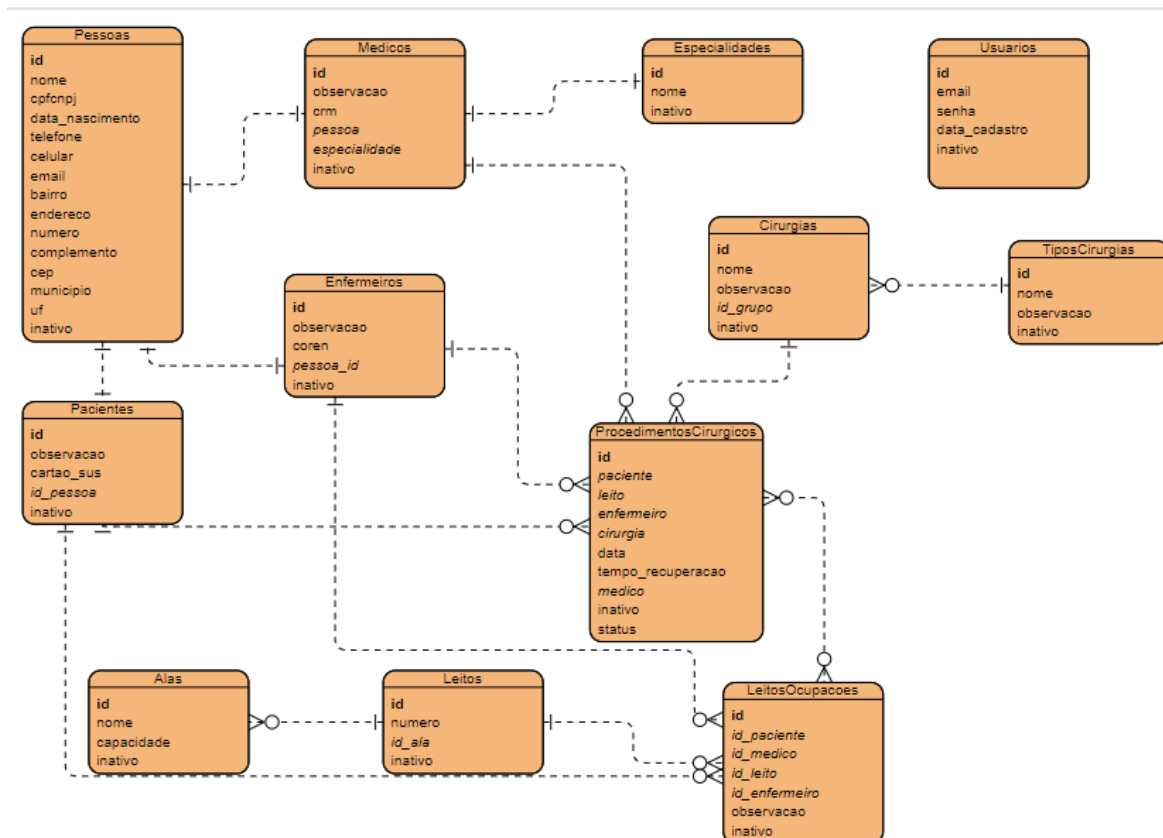 Pessoas
id
nome
cpfcnpj
data_nascimento
telefone
celular
email
bairro
endereco
numero
complemento
cep
municipio
uf
inativo
Medicos
id
observacao
crm
pessoa
especialidade
inativo
Especialidades
id
nome
inativo
Usuarios
id
email
senha
data_cadastro
inativo
Cirurgias
id
nome
observacao
id_grupo
inativo
TiposCirurgias
id
nome
observacao
inativo
Enfermeiros
id
observacao
coren
pessoa_id
inativo
Pacientes
id
observacao
cartao_sus
id_pessoa
inativo
ProcedimentosCirurgicos
id
paciente
leito
enfermeiro
cirurgia
data
tempo_recuperacao
medico
inativo
status
Alas
id
nome
capacidade
inativo
Leitos
id
numero
id_ala
inativo
LeitosOcupacoes
id
id_paciente
id_medico
id_leito
id_enfermeiro
observacao
inativo